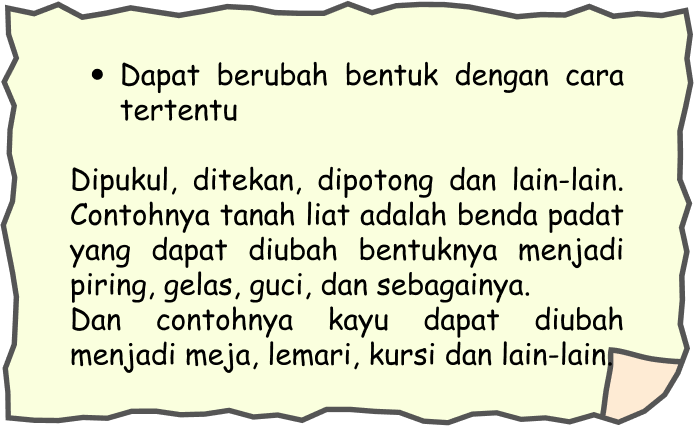 • Dapat berubah bentuk dengan cara
tertentu
Dipukul, ditekan, dipotong dan lain-lain.
Contohnya tanah liat adalah benda padat
yang dapat diubah bentuknya menjadi
piring, gelas, guci, dan sebagainya.
Dan contohnya kayu dapat diubah
menjadi meja, lemari, kursi dan lain-lain.